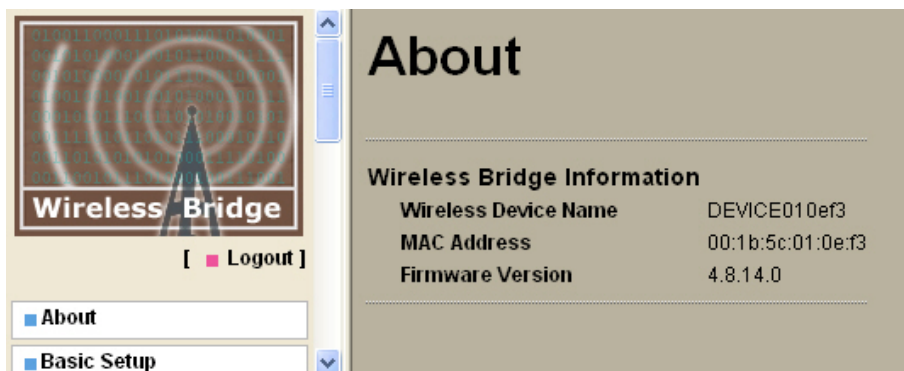 Wireless Bridge
[ Logout ]
About
Basic Setup
About
Wireless Bridge Information
Wireless Device Name DEVICE010ef3
MAC Address 00:1b:5c:01:0e:f3
Firmware Version 4.8.14.0